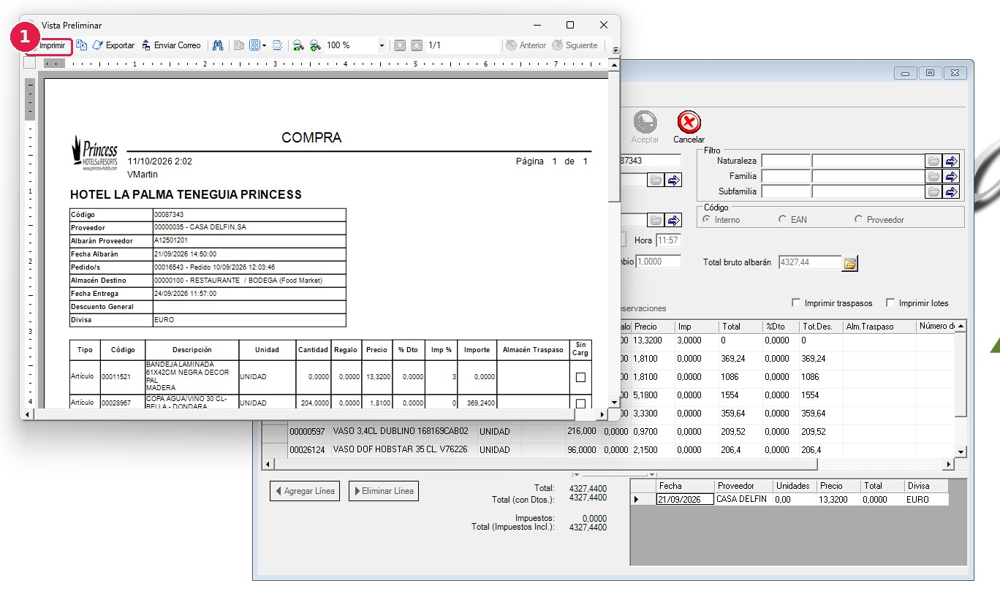 Vista Preliminar
1
Imprimir Exportar Enviar Correo 100 % 1/1 Anterior Siguiente
1 2 3 4 5 6 7
COMPRA
Princess
HOTELS & RESORTS
www.princess-hotels.com
11/10/2026 2:02 Página 1 de 1
VMartin
HOTEL LA PALMA TENEGUIA PRINCESS
Código 00087343
Proveedor 00000035 - CASA DELFIN,SA
Albarán Proveedor A12501201
Fecha Albarán 21/09/2026 14:50:00
Pedido/s 00016543 - Pedido 10/09/2026 12:03:46
Almacén Destino 00000100 - RESTAURANTE / BODEGA (Food Market)
Fecha Entrega 24/09/2026 11:57:00
Descuento General
Divisa EURO
Tipo Código Descripción Unidad Cantidad Regalo Precio % Dto Imp % Importe Almacén Traspaso Sin Carg
Artículo 00011521 BANDEJA LAMINADA 61X42CM NEGRA DECOR PAL MADERA UNIDAD 0,0000 0,0000 13,3200 0,0000 3 0,0000
Artículo 00028967 COPA AGUA/VINO 30 CL- BELLA - DONDARA UNIDAD 204,0000 0,0000 1,8100 0,0000 0 369,2400
1
2
3
4
Aceptar Cancelar
87343
Filtro
Naturaleza
Familia
Subfamilia
Código
Interno EAN Proveedor
Hora 11:57
mbio 1,0000 Total bruto albarán 4327,44
Imprimir traspasos Imprimir lotes
servaciones
alo Precio Imp Total %Dto Tot.Des. Alm.Traspaso Número de
00 13,3200 3,0000 0 0,0000 0
00 1,8100 0,0000 369,24 0,0000 369,24
00 1,8100 0,0000 1086 0,0000 1086
00 5,1800 0,0000 1554 0,0000 1554
00 3,3300 0,0000 359,64 0,0000 359,64
00000597 VASO 3,4CL DUBLINO 168169CAB02 UNIDAD 216,000 0,0000 0,9700 0,0000 209,52 0,0000 209,52
00026124 VASO DOF HOBSTAR 35 CL. V76226 UNIDAD 96,0000 0,0000 2,1500 0,0000 206,4 0,0000 206,4
Agregar Línea Eliminar Línea
Total: 4327,4400
Total (con Dtos.): 4327,4400
Impuestos: 0,0000
Total (Impuestos Incl.): 4327,4400
Fecha Proveedor Unidades Precio Total Divisa
21/09/2026 CASA DELFIN 0,00 13,3200 0,0000 EURO